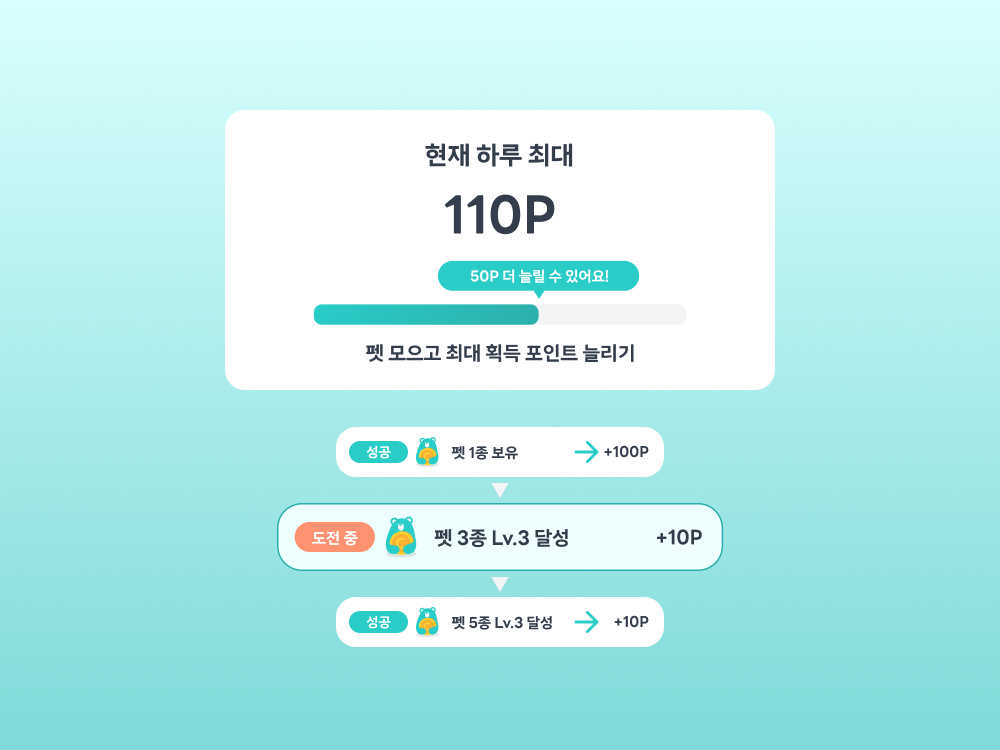 현재 하루 최대
110P
50P 더 늘릴 수 있어요!
펫 모으고 최대 획득 포인트 늘리기
성공 펫 1종 보유 +100P
도전 중 펫 3종 Lv.3 달성 +10P
성공 펫 5종 Lv.3 달성 +10P